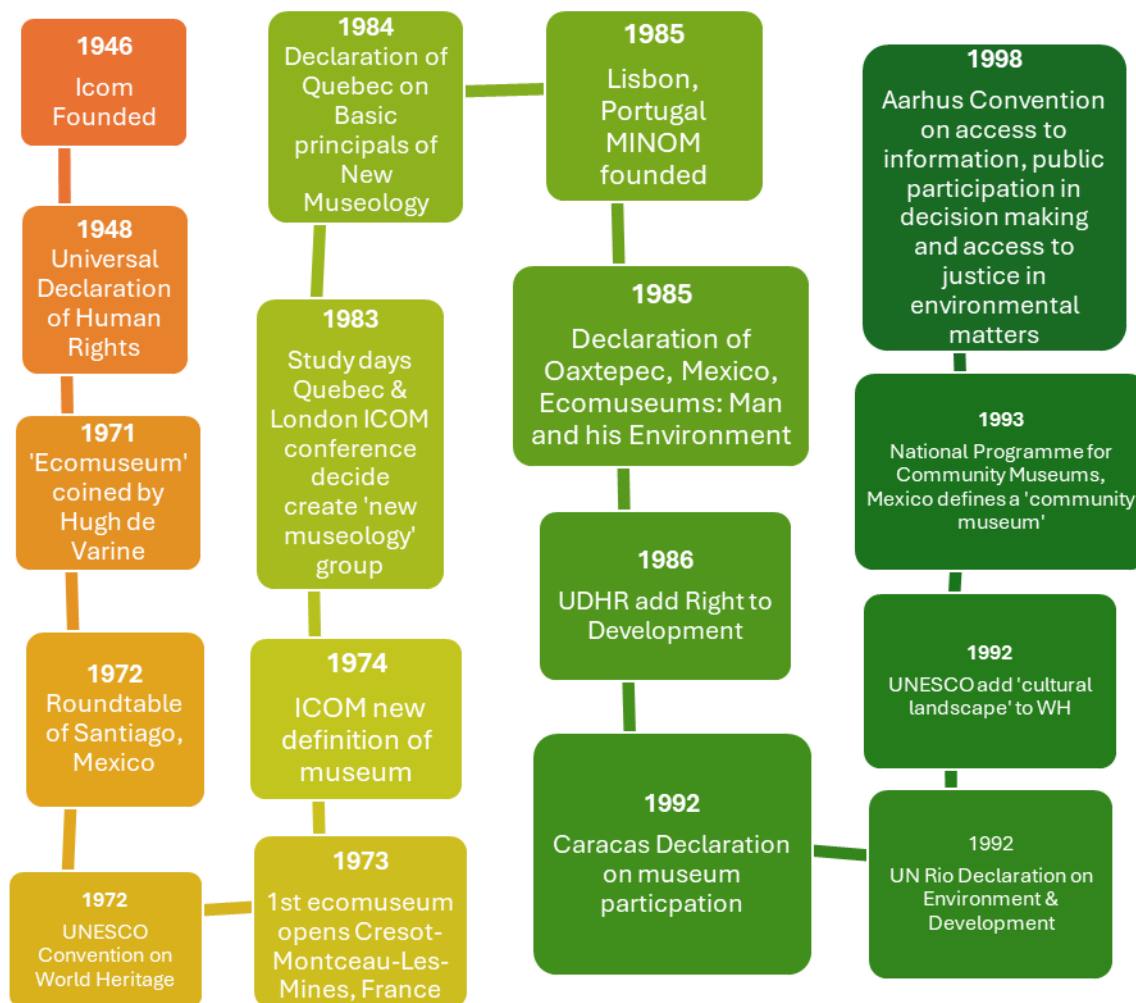 1946
Icom
Founded
1948
Universal
Declaration
of Human
Rights
1971
'Ecomuseum'
coined by
Hugh de
Varine
1972
Roundtable
of Santiago,
Mexico
1972
UNESCO
Convention on
World Heritage
1973
1st ecomuseum
opens Cresot-
Montceau-Les-
Mines, France
1974
ICOM new
definition of
museum
1983
Study days
Quebec &
London ICOM
conference
decide
create 'new
museology'
group
1984
Declaration of
Quebec on
Basic
principals of
New
Museology
1985
Lisbon,
Portugal
MINOM
founded
1985
Declaration of
Oaxtepec, Mexico,
Ecomuseums: Man
and his Environment
1986
UDHR add Right to
Development
1992
Caracas Declaration
on museum
particpation
1992
UN Rio Declaration on
Environment &
Development
1992
UNESCO add 'cultural
landscape' to WH
1993
National Programme for
Community Museums,
Mexico defines a 'community
museum'
1998
Aarhus Convention
on access to
information, public
participation in
decision making
and access to
justice in
environmental
matters